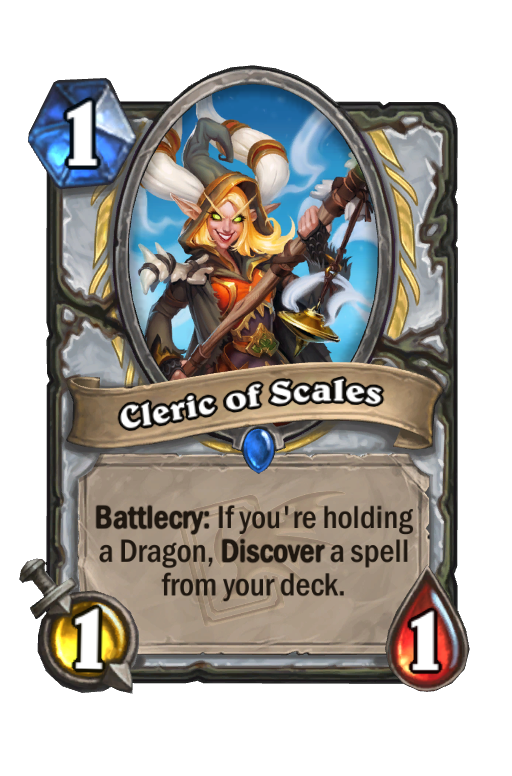 1
Cleric of Scales
Battlecry: If you're holding
a Dragon, Discover a spell
from your deck.
1
1